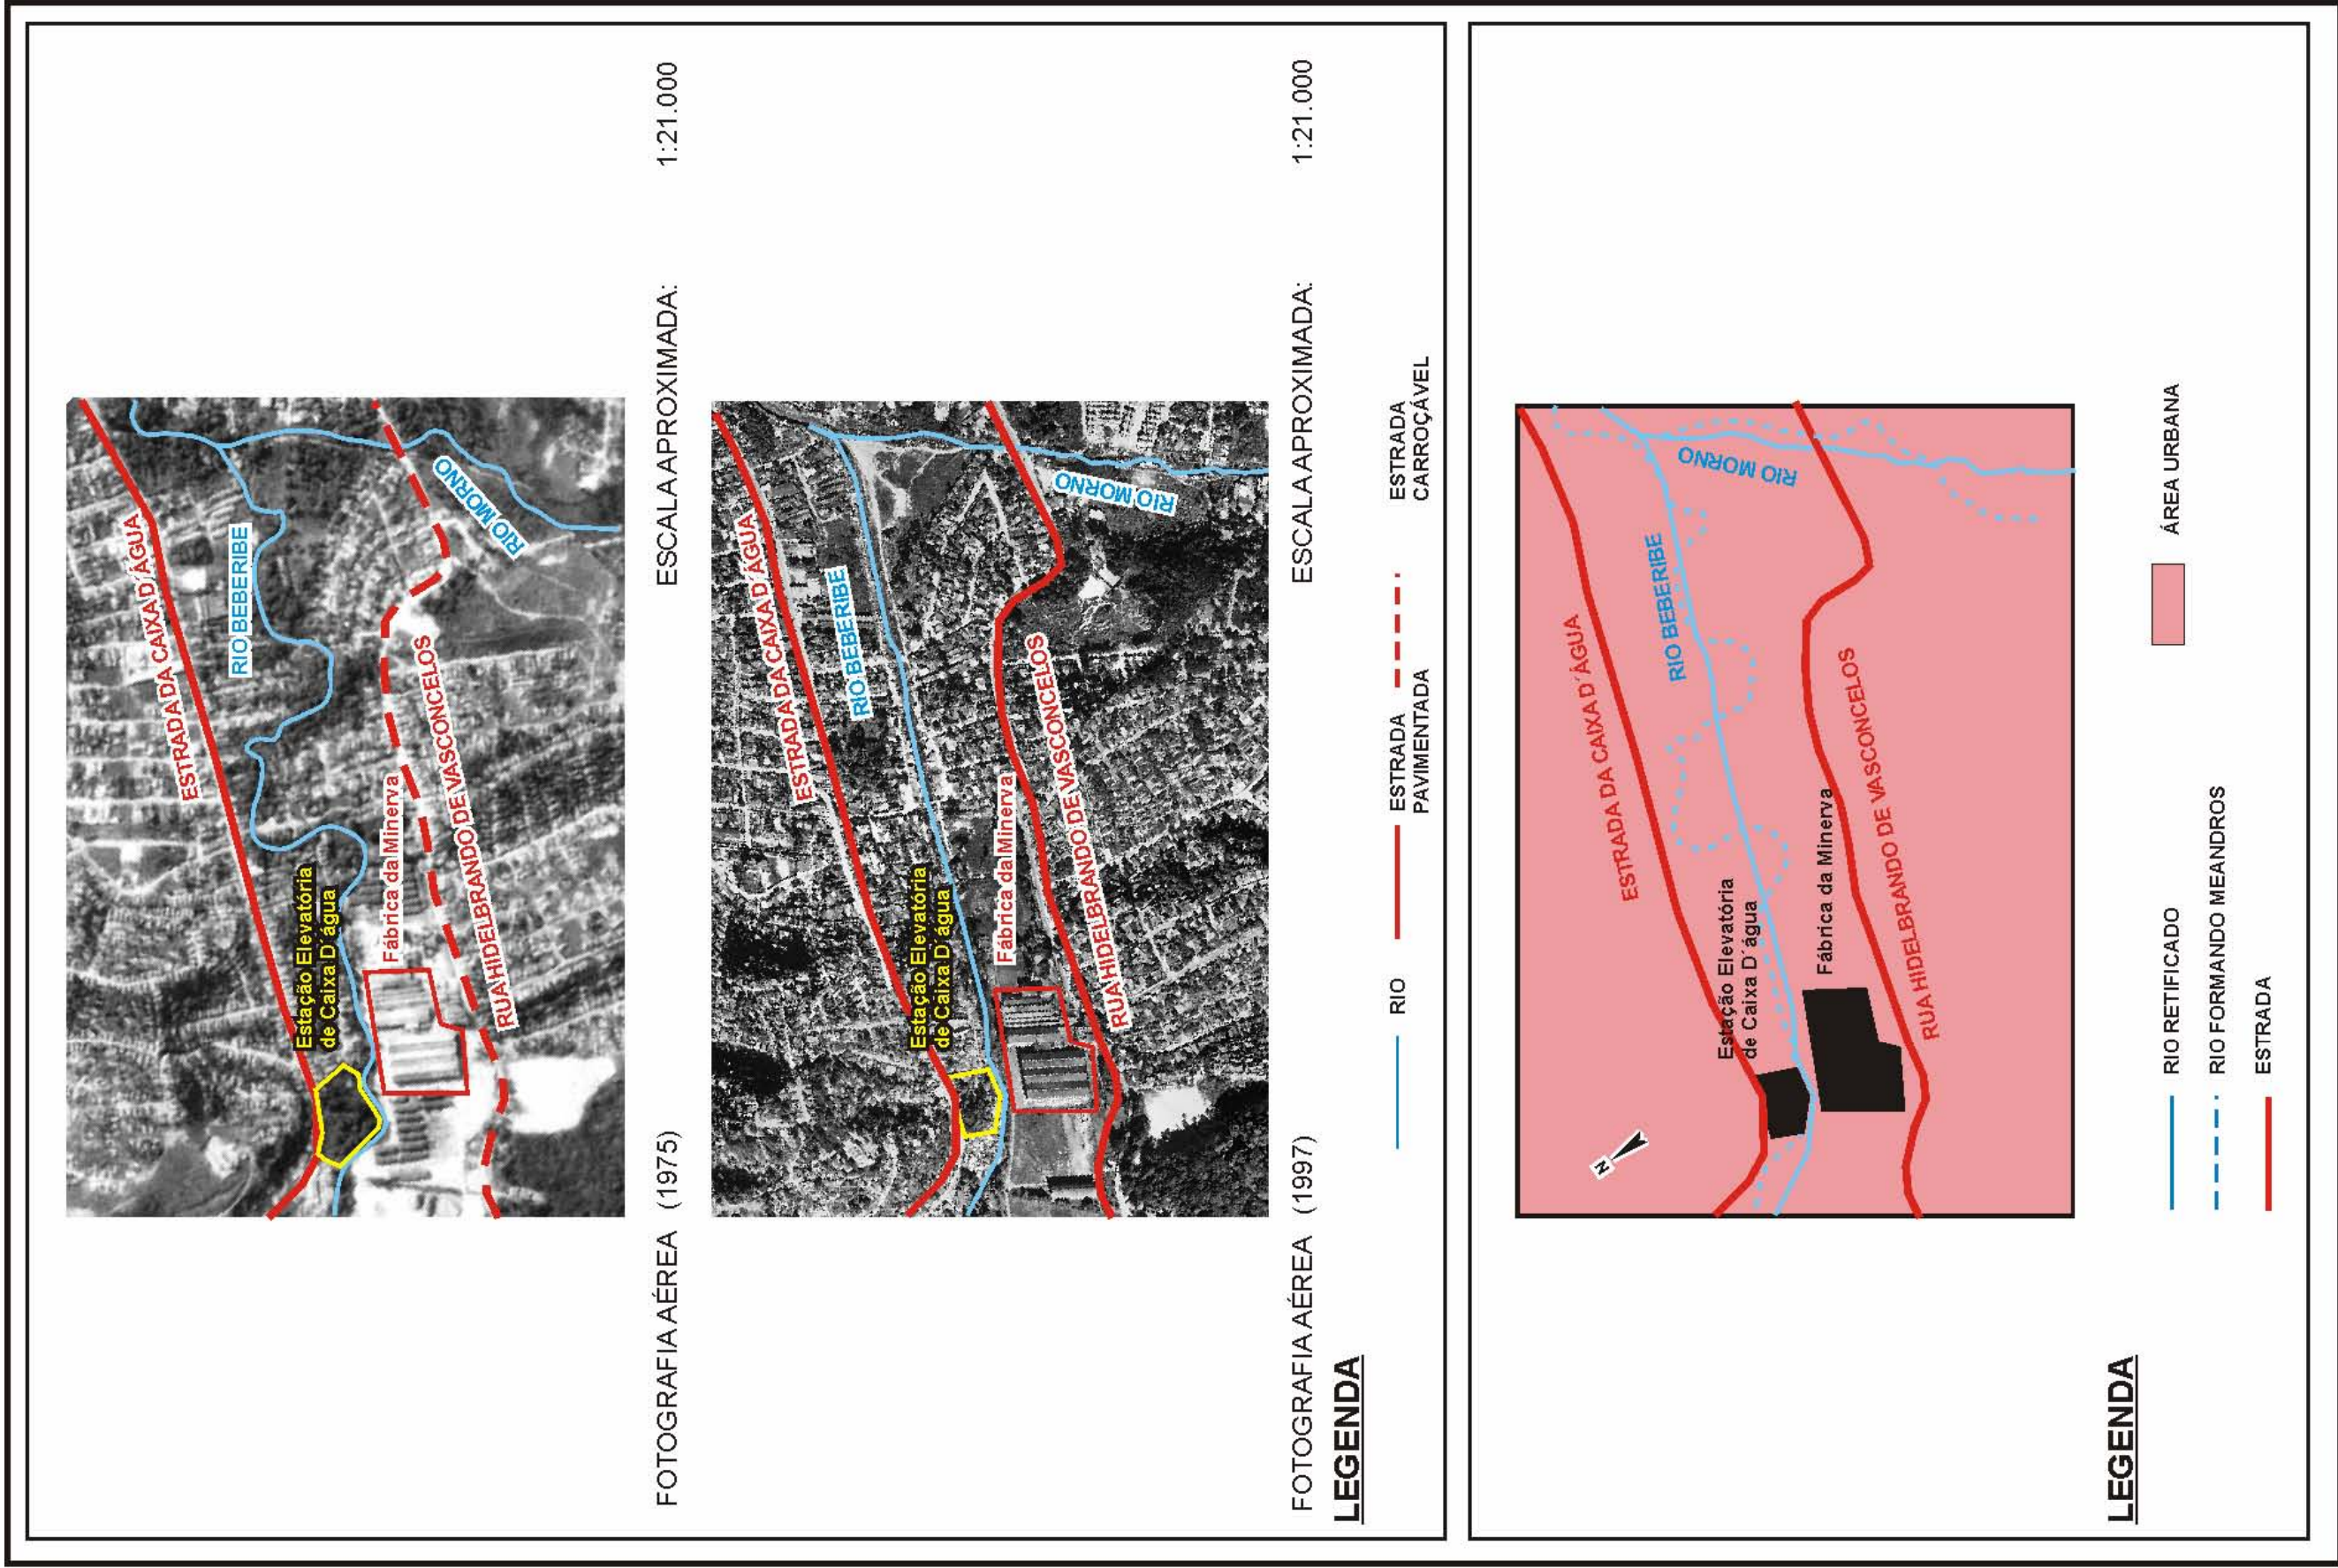 ESTRADA DA CAIXA D´ÁGUA
RIO BEBERIBE
Estação Elevatória
de Caixa D´água
Fábrica da Minerva
RUA HIDELBRANDO DE VASCONCELOS
RIO MORNO
FOTOGRAFIA AÉREA (1975) ESCALA APROXIMADA: 1:21.000
ESTRADA DA CAIXA D´ÁGUA
RIO BEBERIBE
Estação Elevatória
de Caixa D´água
Fábrica da Minerva
RUA HIDELBRANDO DE VASCONCELOS
RIO MORNO
FOTOGRAFIA AÉREA (1997) ESCALA APROXIMADA: 1:21.000
LEGENDA
RIO
ESTRADA
PAVIMENTADA
ESTRADA
CARROÇÁVEL
N
ESTRADA DA CAIXA D´ÁGUA
RIO BEBERIBE
RIO MORNO
Estação Elevatória
de Caixa D´água
Fábrica da Minerva
RUA HIDELBRANDO DE VASCONCELOS
LEGENDA
RIO RETIFICADO
RIO FORMANDO MEANDROS
ESTRADA
ÁREA URBANA